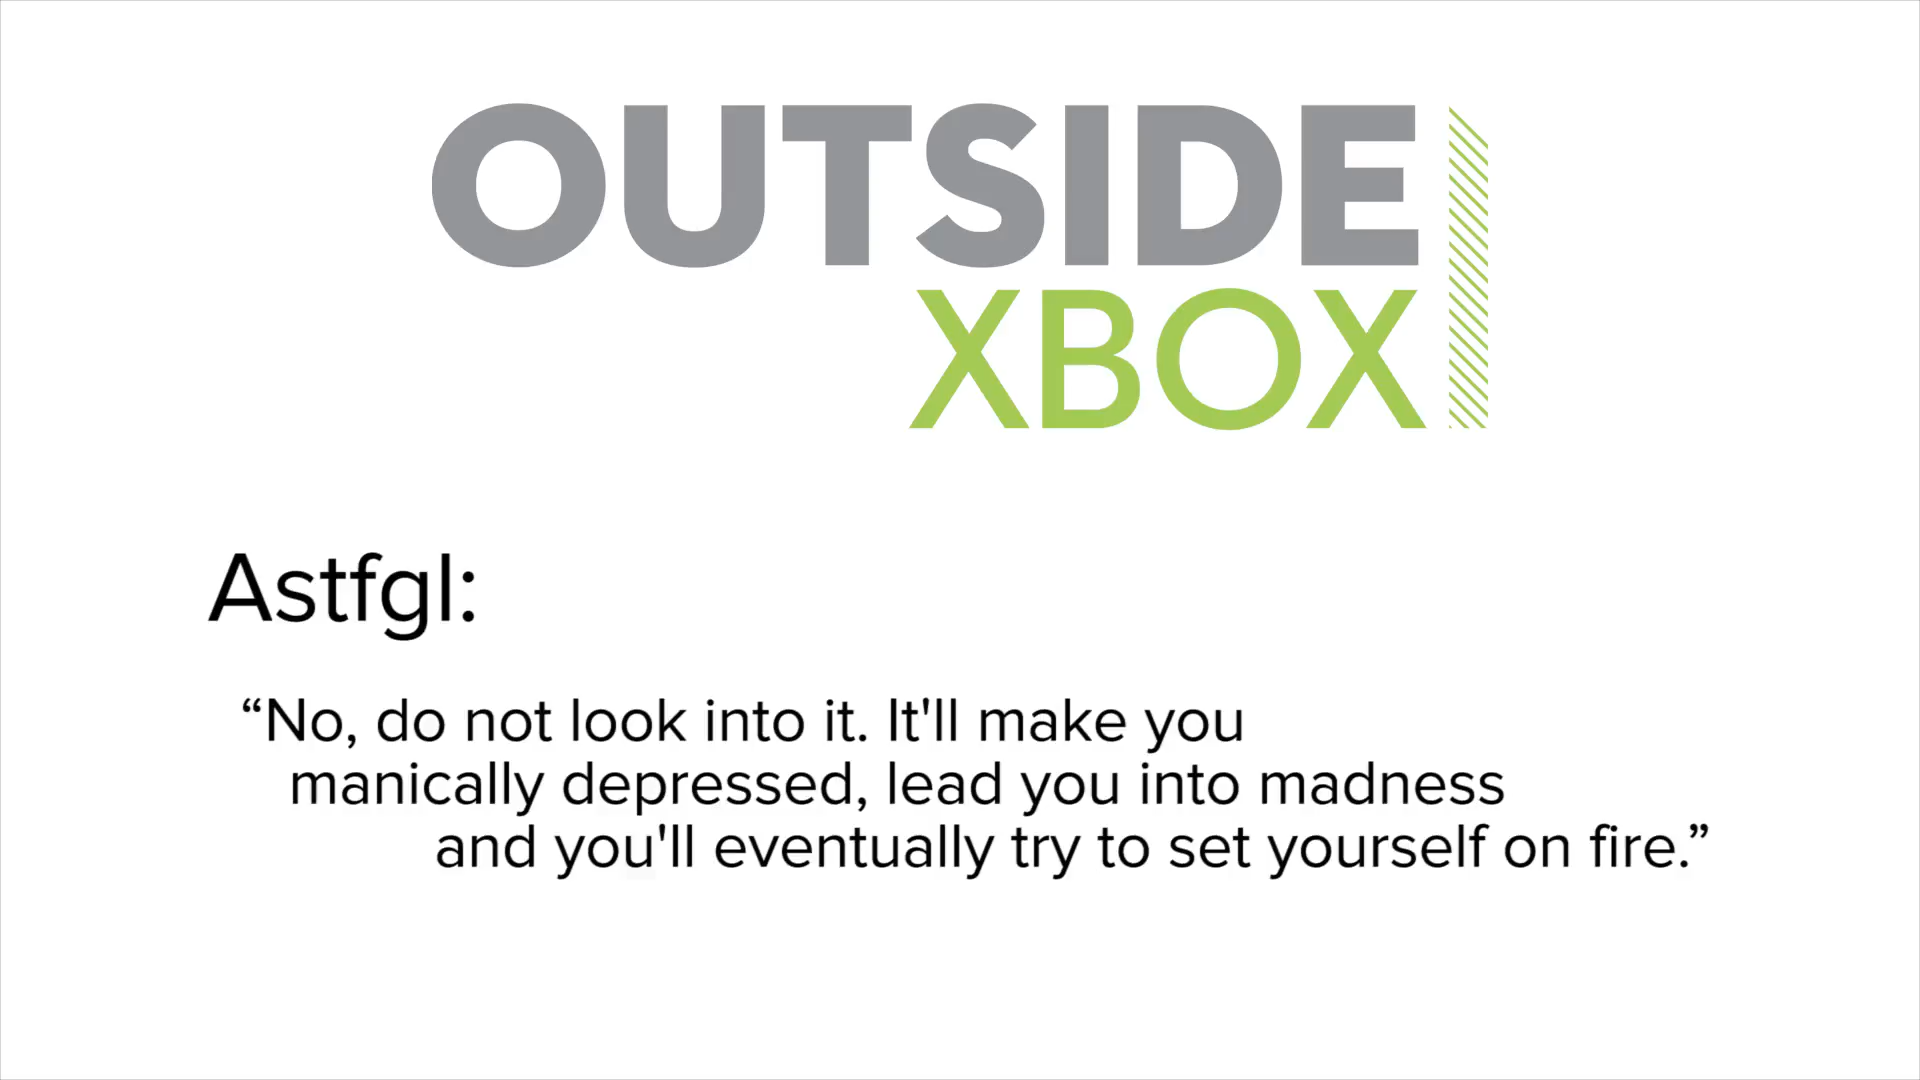 OUTSIDE
XBOX
Astfgl:
“No, do not look into it. It'll make you
manically depressed, lead you into madness
and you'll eventually try to set yourself on fire.”